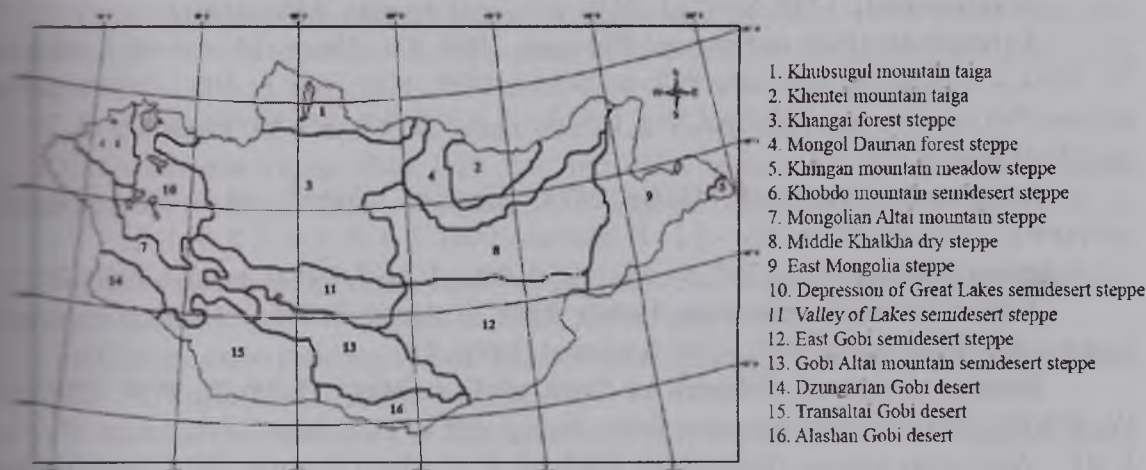 1. Khubsugul mountain taiga
2. Khentei mountain taiga
3. Khangai forest steppe
4. Mongol Daurian forest steppe
5. Khingan mountain meadow steppe
6. Khobdo mountain semidesert steppe
7. Mongolian Altai mountain steppe
8. Middle Khalkha dry steppe
9 East Mongolia steppe
10. Depression of Great Lakes semidesert steppe
11 Valley of Lakes semidesert steppe
12. East Gobi semidesert steppe
13. Gobi Altai mountain semidesert steppe
14. Dzungarian Gobi desert
15. Transaltai Gobi desert
16. Alashan Gobi desert
1
2
3
4
5
7
8
9
10
11
12
13
14
15
16